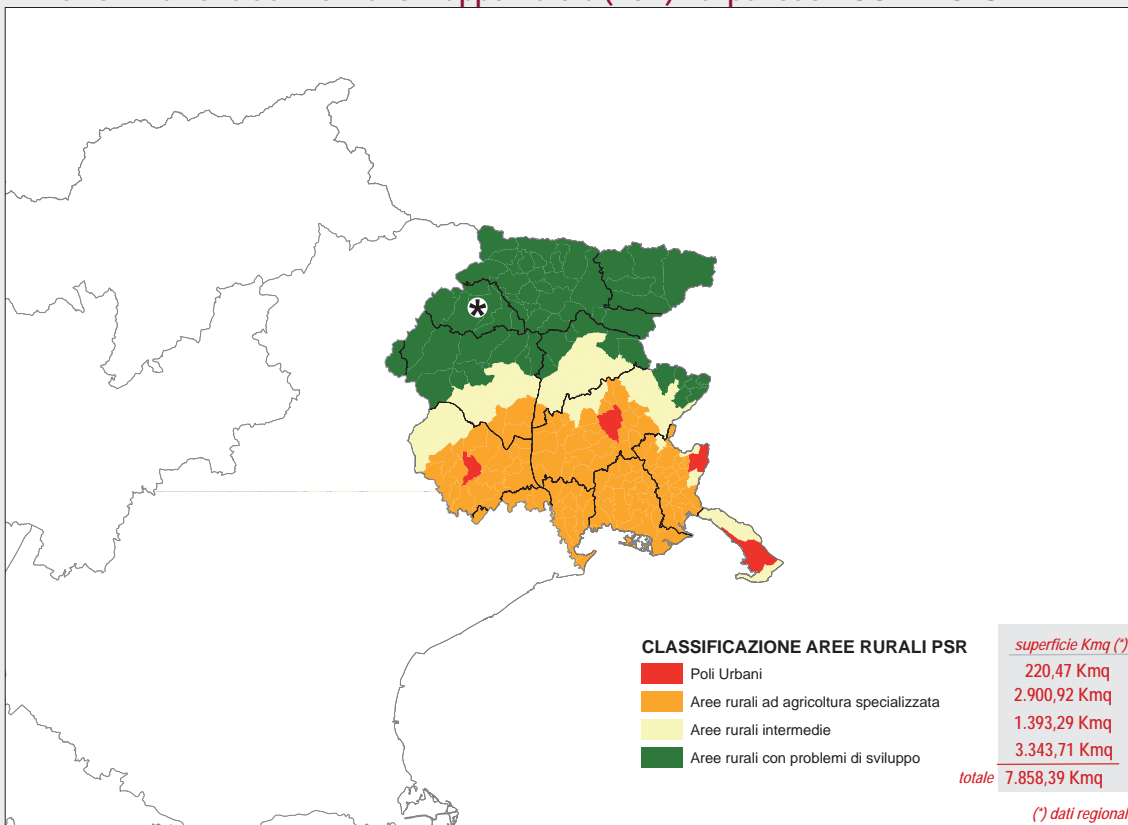 CLASSIFICAZIONE AREE RURALI PSR
superficie Kmq (*)
Poli Urbani
220,47 Kmq
Aree rurali ad agricoltura specializzata
2.900,92 Kmq
Aree rurali intermedie
1.393,29 Kmq
Aree rurali con problemi di sviluppo
3.343,71 Kmq
totale 7.858,39 Kmq
(*) dati regional